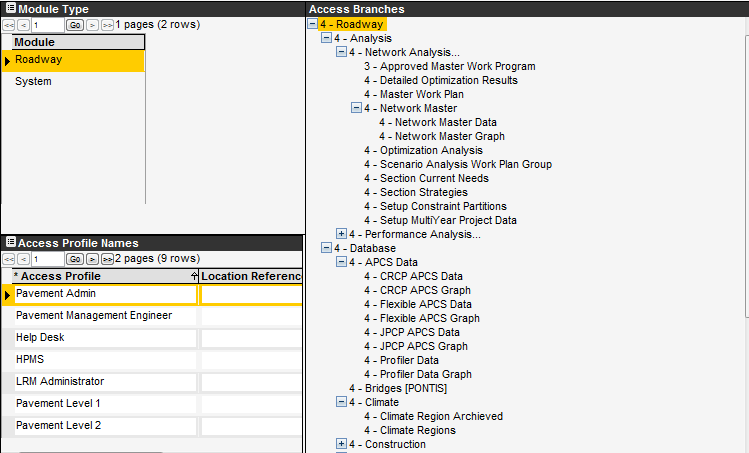 Module Type
<< < 1 Go > >> 1 pages (2 rows)
Module
Roadway
System
Access Profile Names
<< < 1 Go > >> 2 pages (9 rows)
* Access Profile Location Referenc
Pavement Admin
Pavement Management Engineer
Help Desk
HPMS
LRM Administrator
Pavement Level 1
Pavement Level 2
Access Branches
4 - Roadway
4 - Analysis
4 - Network Analysis...
3 - Approved Master Work Program
4 - Detailed Optimization Results
4 - Master Work Plan
4 - Network Master
4 - Network Master Data
4 - Network Master Graph
4 - Optimization Analysis
4 - Scenario Analysis Work Plan Group
4 - Section Current Needs
4 - Section Strategies
4 - Setup Constraint Partitions
4 - Setup MultiYear Project Data
4 - Performance Analysis...
4 - Database
4 - APCS Data
4 - CRCP APCS Data
4 - CRCP APCS Graph
4 - Flexible APCS Data
4 - Flexible APCS Graph
4 - JPCP APCS Data
4 - JPCP APCS Graph
4 - Profiler Data
4 - Profiler Data Graph
4 - Bridges [PONTIS]
4 - Climate
4 - Climate Region Archieved
4 - Climate Regions
4 - Construction